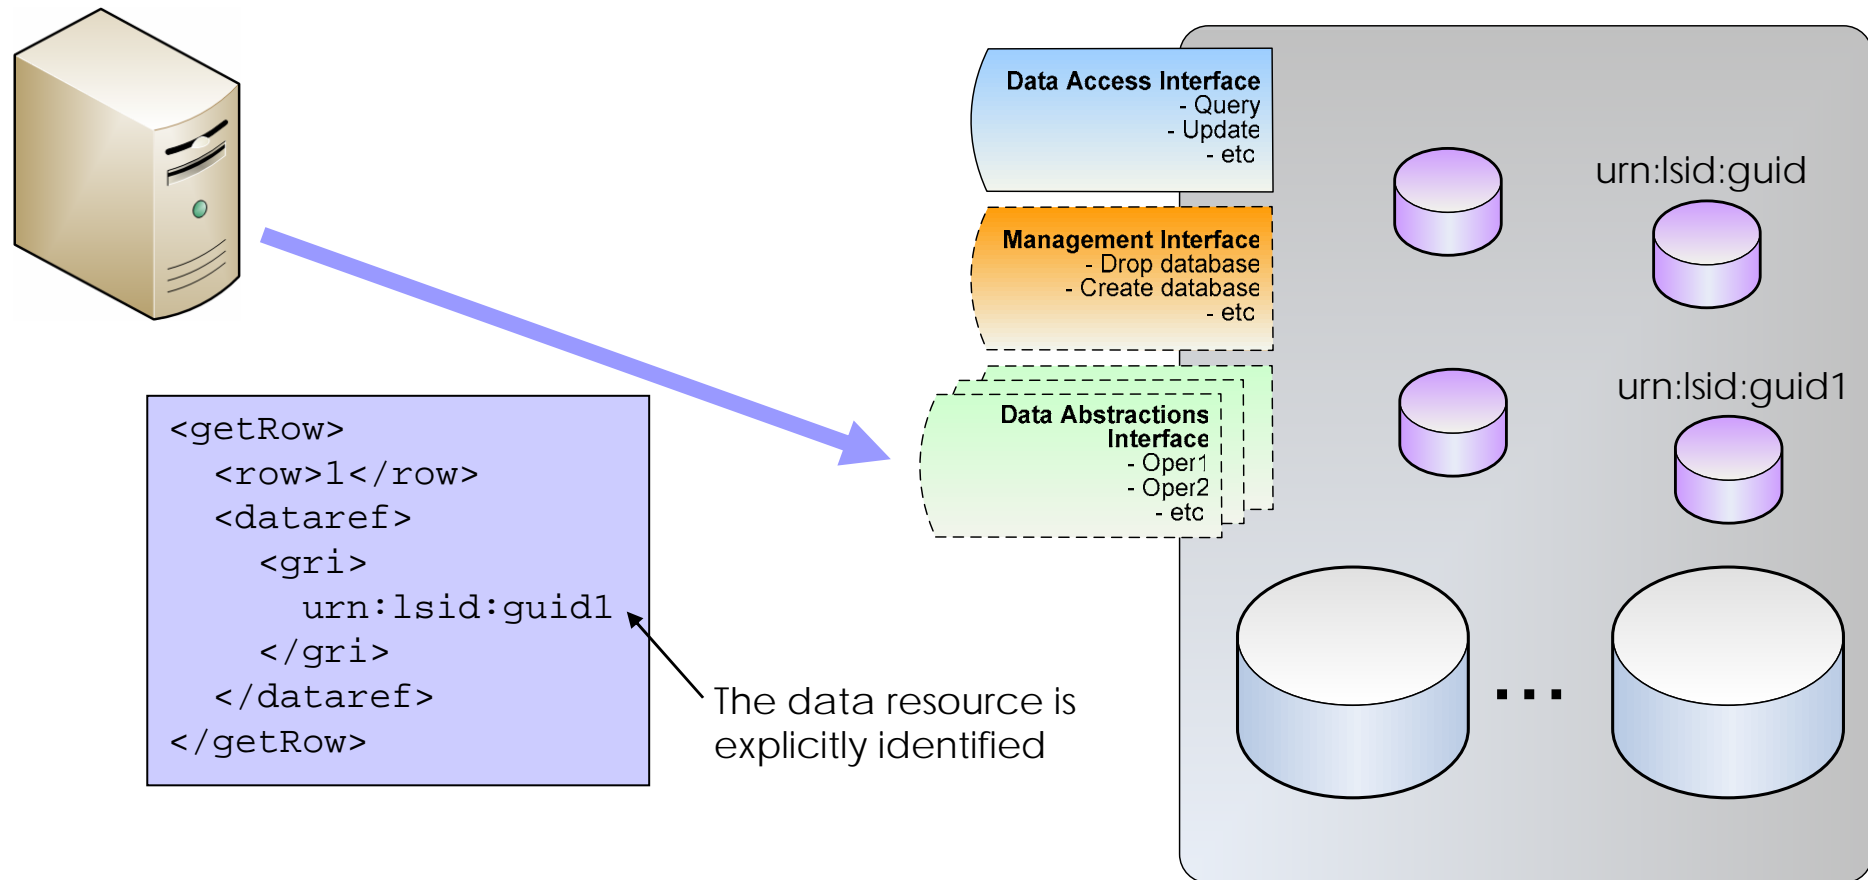 Data Access Interface
- Query
- Update
- etc
urn:lsid:guid
Management Interface
- Drop database
- Create database
- etc
urn:lsid:guid1
Data Abstractions
Interface
- Oper1
- Oper2
- etc
<getRow>
<row>1</row>
<dataref>
<gri>
urn:lsid:guid1
</gri>
</dataref>
</getRow>
The data resource is
explicitly identified
...